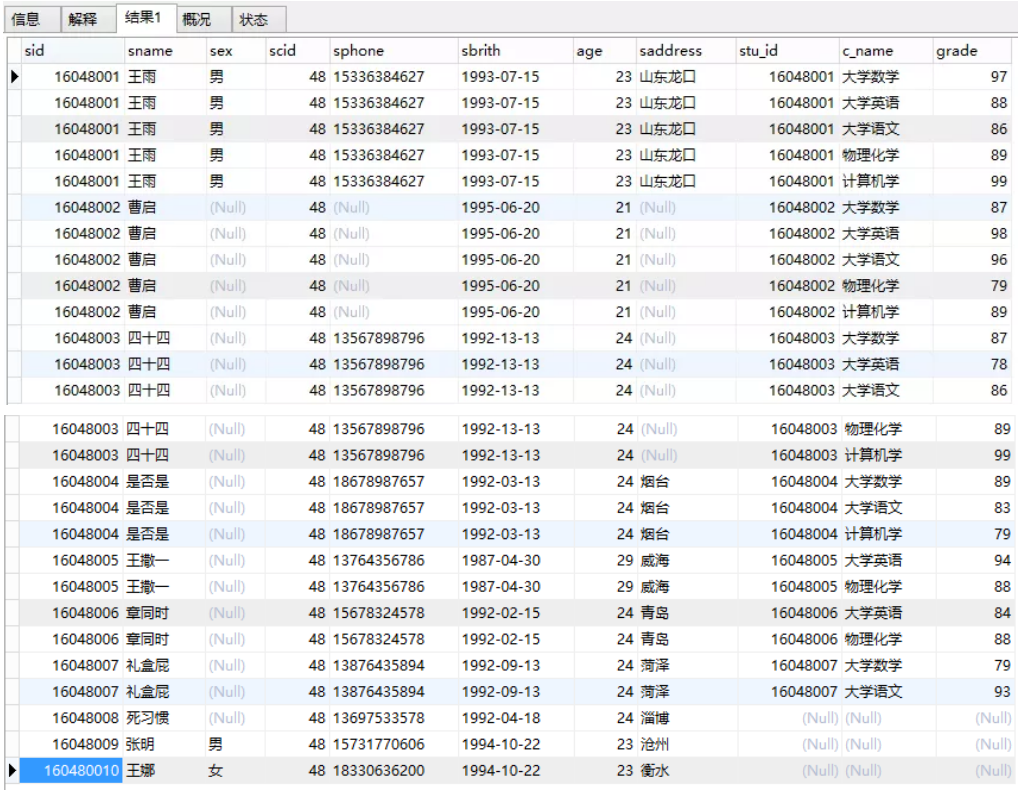 信息 解释 结果1 概况 状态
sid sname sex scid sphone sbrith age saddress stu_id c_name grade
16048001 王雨 男 48 15336384627 1993-07-15 23 山东龙口 16048001 大学数学 97
16048001 王雨 男 48 15336384627 1993-07-15 23 山东龙口 16048001 大学英语 88
16048001 王雨 男 48 15336384627 1993-07-15 23 山东龙口 16048001 大学语文 86
16048001 王雨 男 48 15336384627 1993-07-15 23 山东龙口 16048001 物理化学 89
16048001 王雨 男 48 15336384627 1993-07-15 23 山东龙口 16048001 计算机学 99
16048002 曹启 (Null) 48 (Null) 1995-06-20 21 (Null) 16048002 大学数学 87
16048002 曹启 (Null) 48 (Null) 1995-06-20 21 (Null) 16048002 大学英语 98
16048002 曹启 (Null) 48 (Null) 1995-06-20 21 (Null) 16048002 大学语文 96
16048002 曹启 (Null) 48 (Null) 1995-06-20 21 (Null) 16048002 物理化学 79
16048002 曹启 (Null) 48 (Null) 1995-06-20 21 (Null) 16048002 计算机学 89
16048003 四十四 (Null) 48 13567898796 1992-13-13 24 (Null) 16048003 大学数学 87
16048003 四十四 (Null) 48 13567898796 1992-13-13 24 (Null) 16048003 大学英语 78
16048003 四十四 (Null) 48 13567898796 1992-13-13 24 (Null) 16048003 大学语文 86
16048003 四十四 (Null) 48 13567898796 1992-13-13 24 (Null) 16048003 物理化学 89
16048003 四十四 (Null) 48 13567898796 1992-13-13 24 (Null) 16048003 计算机学 99
16048004 是否是 (Null) 48 18678987657 1992-03-13 24 烟台 16048004 大学数学 89
16048004 是否是 (Null) 48 18678987657 1992-03-13 24 烟台 16048004 大学语文 83
16048004 是否是 (Null) 48 18678987657 1992-03-13 24 烟台 16048004 计算机学 79
16048005 王撒一 (Null) 48 13764356786 1987-04-30 29 威海 16048005 大学英语 94
16048005 王撒一 (Null) 48 13764356786 1987-04-30 29 威海 16048005 物理化学 88
16048006 章同时 (Null) 48 15678324578 1992-02-15 24 青岛 16048006 大学英语 84
16048006 章同时 (Null) 48 15678324578 1992-02-15 24 青岛 16048006 物理化学 88
16048007 礼盒屁 (Null) 48 13876435894 1992-09-13 24 菏泽 16048007 大学数学 79
16048007 礼盒屁 (Null) 48 13876435894 1992-09-13 24 菏泽 16048007 大学语文 93
16048008 死习惯 (Null) 48 13697533578 1992-04-18 24 淄博 (Null) (Null) (Null)
16048009 张明 男 48 15731770606 1994-10-22 23 沧州 (Null) (Null) (Null)
160480010 王娜 女 48 18330636200 1994-10-22 23 衡水 (Null) (Null) (Null)